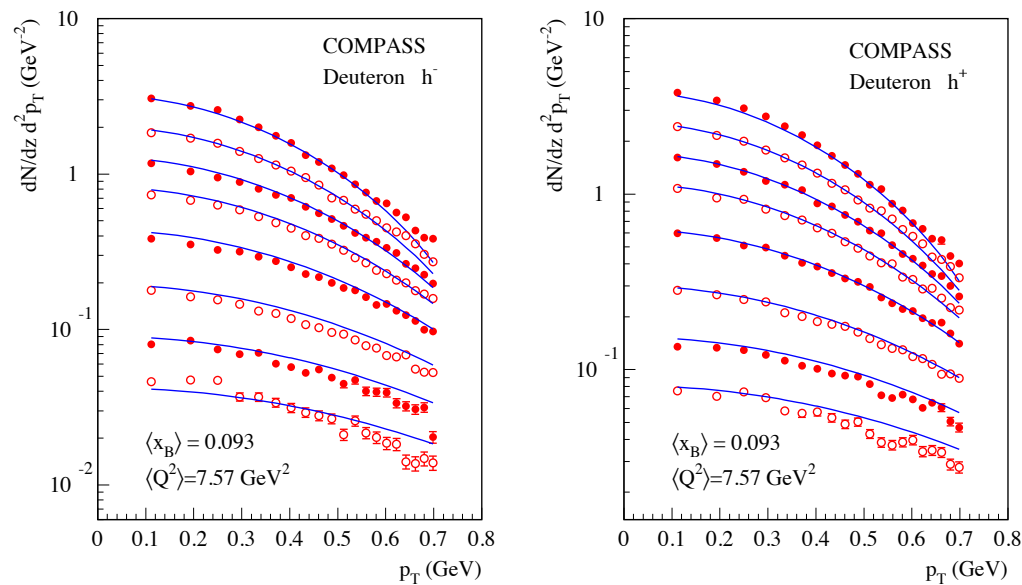 dN/dz d²p_T (GeV⁻²)
10
1
10⁻¹
10⁻²
COMPASS
Deuteron h⁻
⟨x_B⟩ = 0.093
⟨Q²⟩=7.57 GeV²
0 0.1 0.2 0.3 0.4 0.5 0.6 0.7 0.8
p_T (GeV)
dN/dz d²p_T (GeV⁻²)
10
1
10⁻¹
COMPASS
Deuteron h⁺
⟨x_B⟩ = 0.093
⟨Q²⟩=7.57 GeV²
0 0.1 0.2 0.3 0.4 0.5 0.6 0.7 0.8
p_T (GeV)